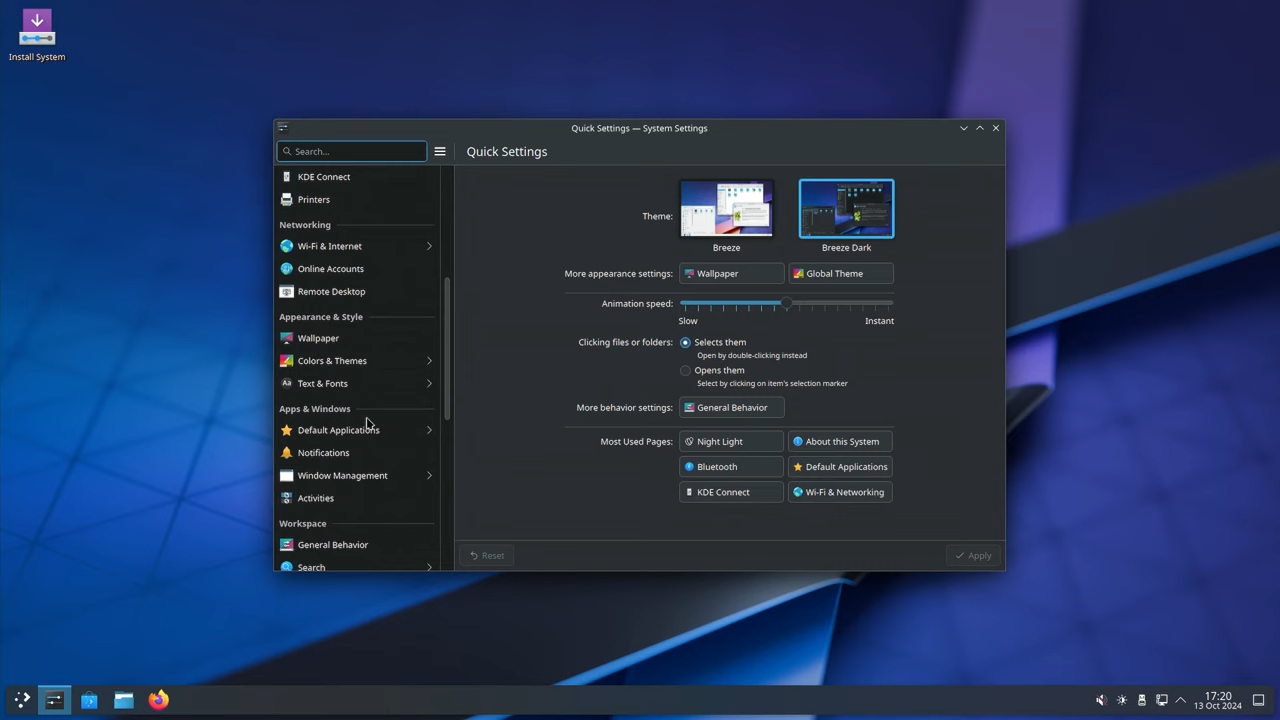 Install System
Quick Settings — System Settings
Search...
Quick Settings
KDE Connect
Printers
Networking
Wi-Fi & Internet
Online Accounts
Remote Desktop
Appearance & Style
Wallpaper
Colors & Themes
Aa Text & Fonts
Apps & Windows
Default Applications
Notifications
Window Management
Activities
Workspace
General Behavior
Search
Theme:
Breeze
Breeze Dark
More appearance settings:
Wallpaper
Global Theme
Animation speed:
Slow
Instant
Clicking files or folders:
Selects them
Open by double-clicking instead
Opens them
Select by clicking on item's selection marker
More behavior settings:
General Behavior
Most Used Pages:
Night Light
About this System
Bluetooth
Default Applications
KDE Connect
Wi-Fi & Networking
Reset
Apply
17:20
13 Oct 2024